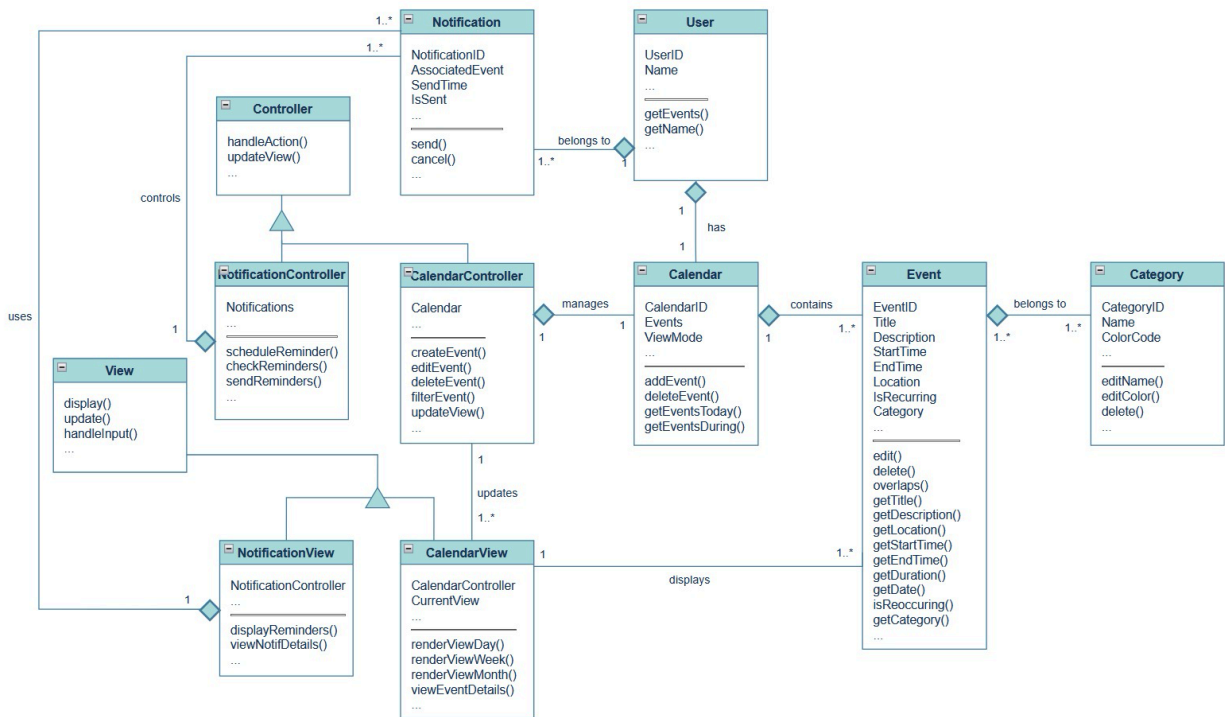 Notification
NotificationID
AssociatedEvent
SendTime
IsSent
...
send()
cancel()
...
User
UserID
Name
...
getEvents()
getName()
...
Controller
handleAction()
updateView()
...
NotificationController
Notifications
...
scheduleReminder()
checkReminders()
sendReminders()
...
CalendarController
Calendar
...
createEvent()
editEvent()
deleteEvent()
filterEvent()
updateView()
...
Calendar
CalendarID
Events
ViewMode
...
addEvent()
deleteEvent()
getEventsToday()
getEventsDuring()
Event
EventID
Title
Description
StartTime
EndTime
Location
IsRecurring
Category
...
edit()
delete()
overlaps()
getTitle()
getDescription()
getLocation()
getStartTime()
getEndTime()
getDuration()
getDate()
isReoccuring()
getCategory()
...
Category
CategoryID
Name
ColorCode
...
editName()
editColor()
delete()
...
View
display()
update()
handleInput()
...
NotificationView
NotificationController
...
displayReminders()
viewNotifDetails()
...
CalendarView
CalendarController
CurrentView
...
renderViewDay()
renderViewWeek()
renderViewMonth()
viewEventDetails()
...
1..*
uses
1
1..*
controls
1
1..*
belongs to
1
1
has
1
1
manages
1
1
contains
1..*
1..*
belongs to
1..*
1
updates
1..*
1
displays
1..*